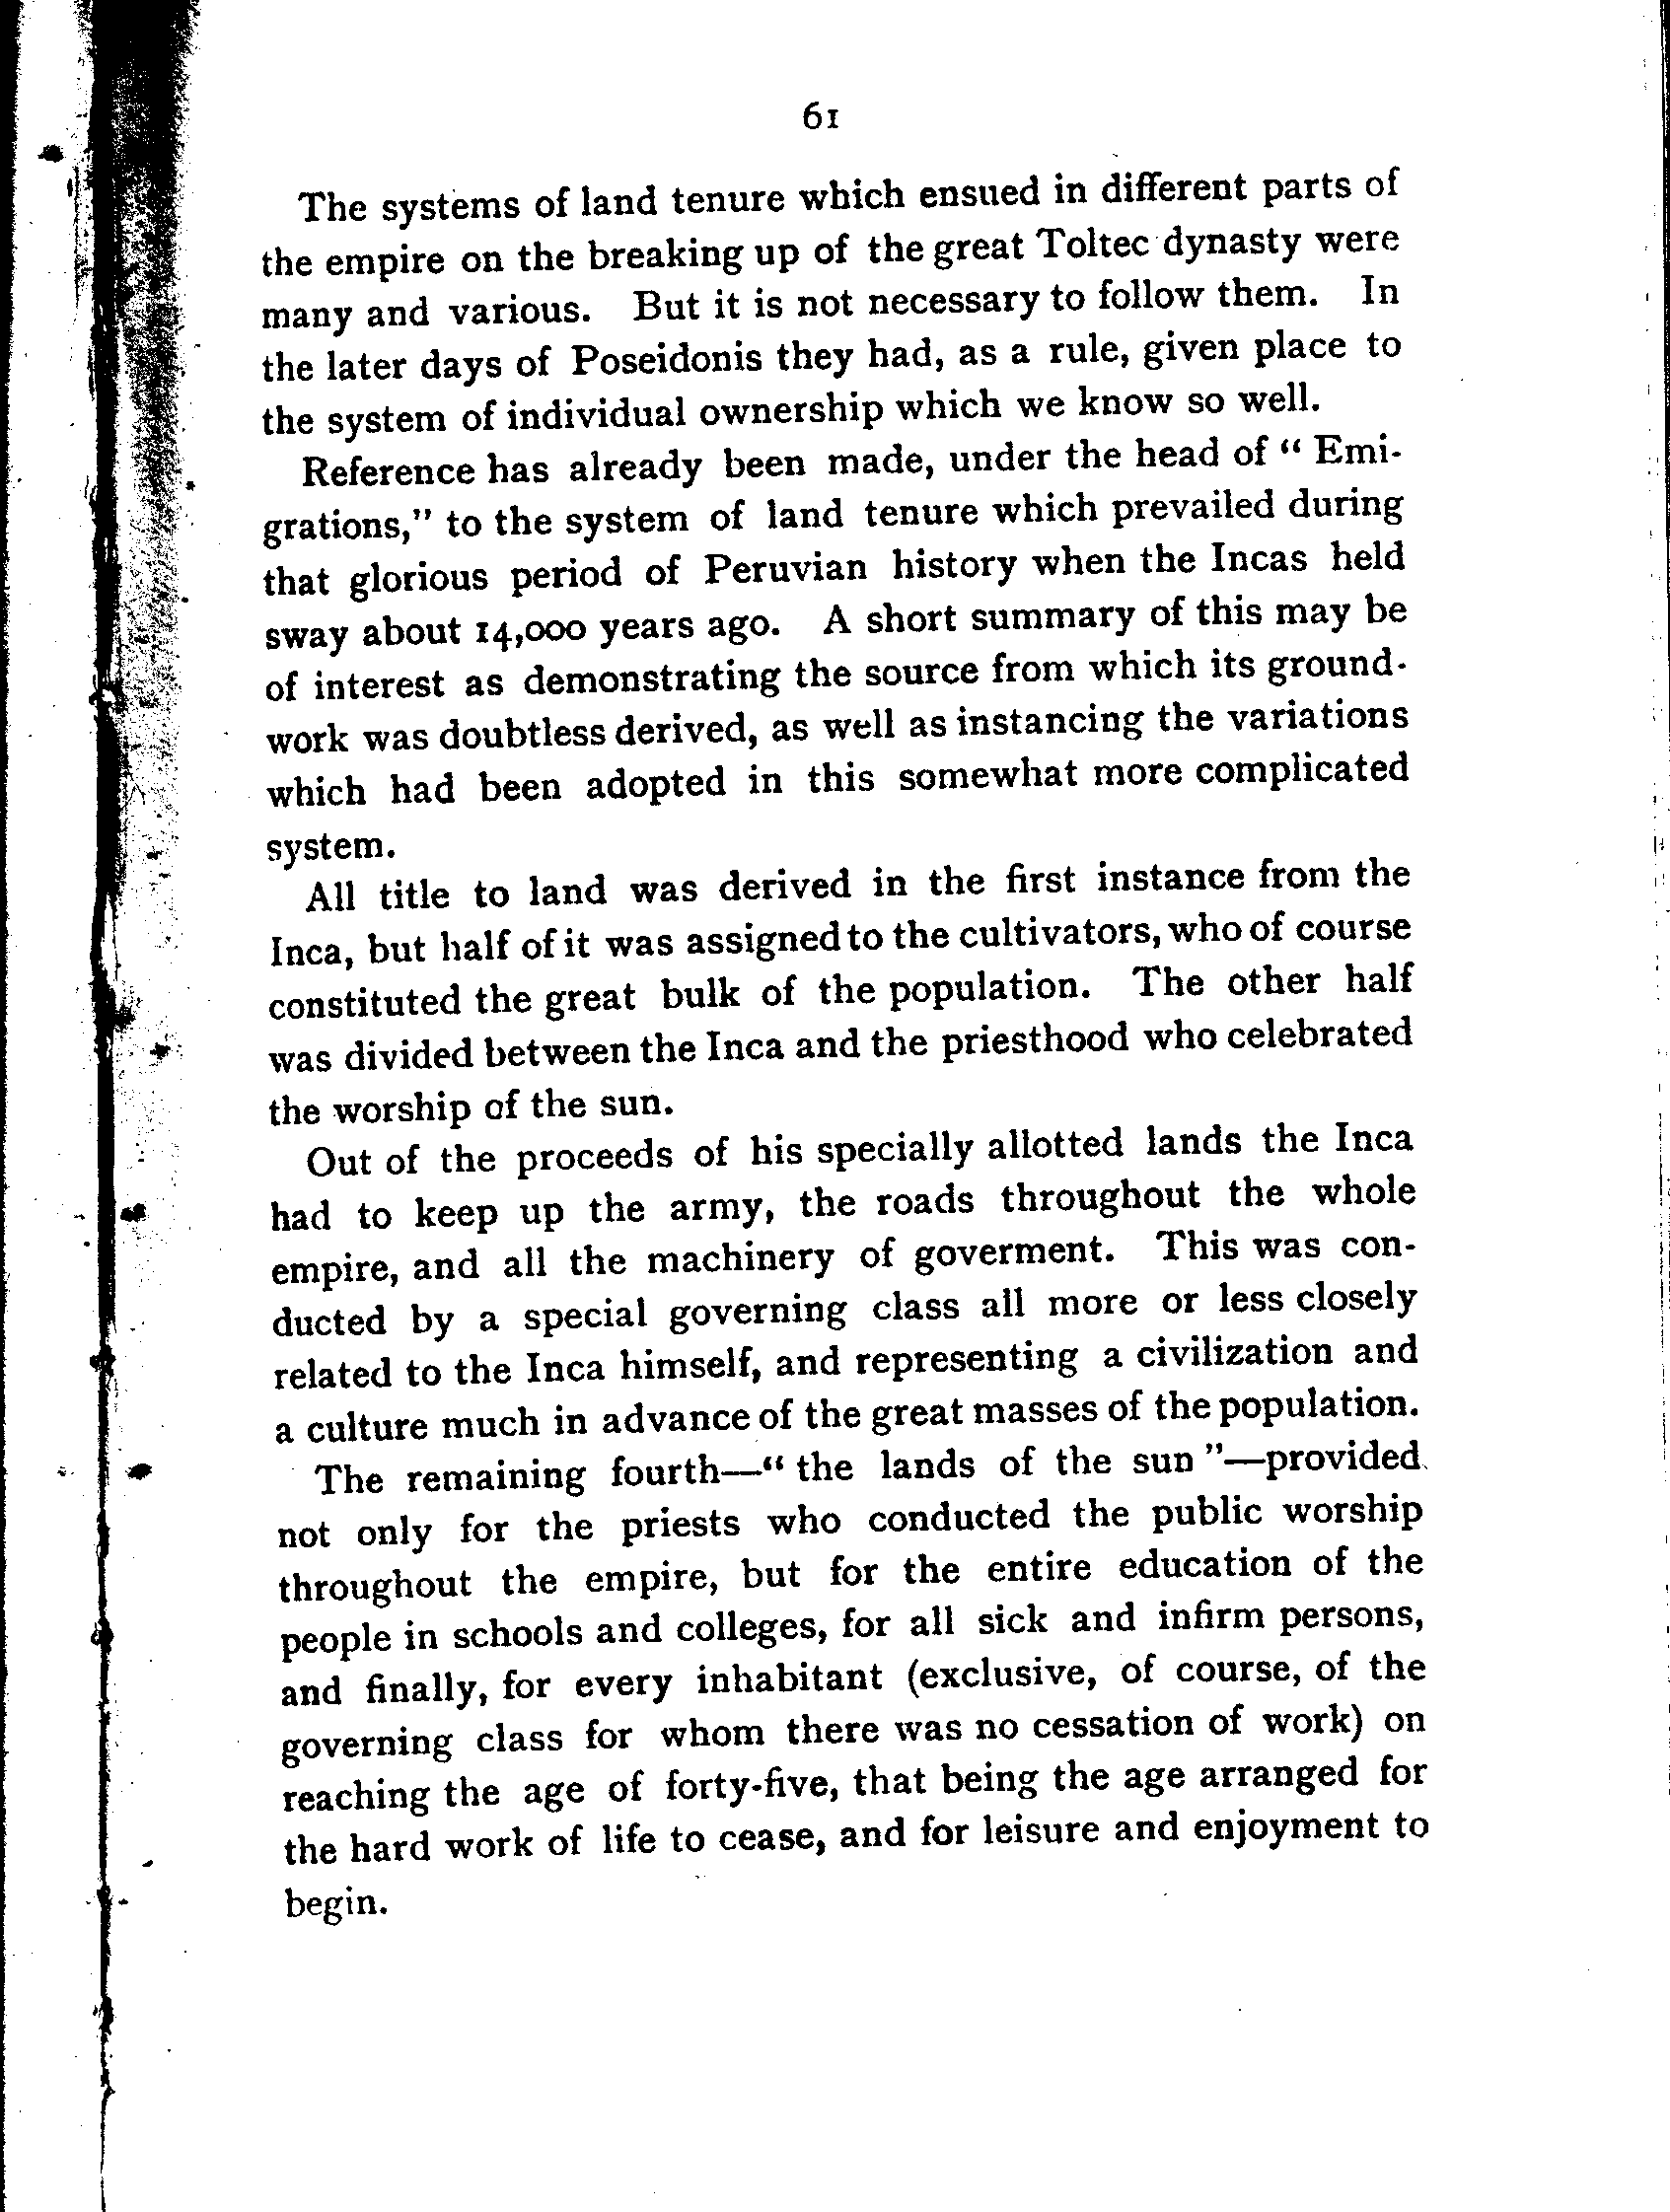 61
The systems of land tenure which ensued in different parts of
the empire on the breaking up of the great Toltec dynasty were
many and various. But it is not necessary to follow them. In
the later days of Poseidonis they had, as a rule, given place to
the system of individual ownership which we know so well.
Reference has already been made, under the head of “ Emi-
grations,” to the system of land tenure which prevailed during
that glorious period of Peruvian history when the Incas held
sway about 14,000 years ago. A short summary of this may be
of interest as demonstrating the source from which its ground-
work was doubtless derived, as well as instancing the variations
which had been adopted in this somewhat more complicated
system.
All title to land was derived in the first instance from the
Inca, but half of it was assigned to the cultivators, who of course
constituted the great bulk of the population. The other half
was divided between the Inca and the priesthood who celebrated
the worship of the sun.
Out of the proceeds of his specially allotted lands the Inca
had to keep up the army, the roads throughout the whole
empire, and all the machinery of goverment. This was con-
ducted by a special governing class all more or less closely
related to the Inca himself, and representing a civilization and
a culture much in advance of the great masses of the population.
The remaining fourth—“ the lands of the sun ”—provided
not only for the priests who conducted the public worship
throughout the empire, but for the entire education of the
people in schools and colleges, for all sick and infirm persons,
and finally, for every inhabitant (exclusive, of course, of the
governing class for whom there was no cessation of work) on
reaching the age of forty-five, that being the age arranged for
the hard work of life to cease, and for leisure and enjoyment to
begin.